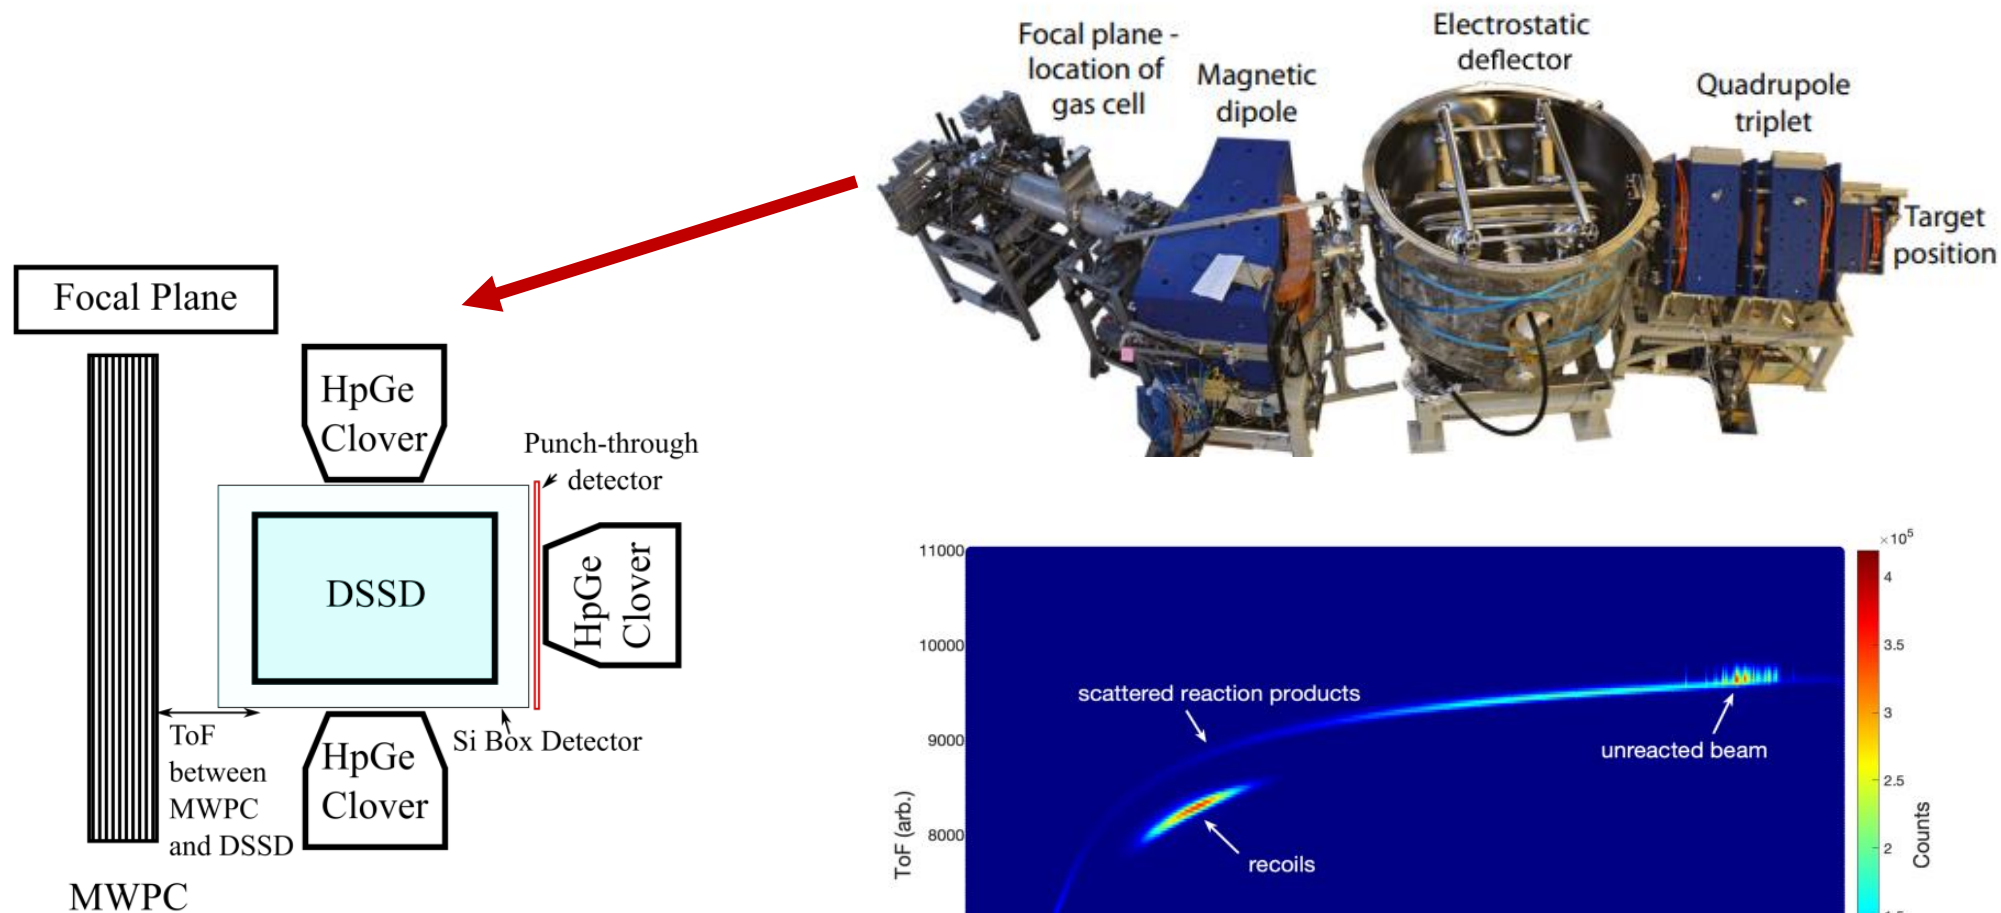 Focal plane -
location of
gas cell
Magnetic
dipole
Electrostatic
deflector
Quadrupole
triplet
Target
position
Focal Plane
HpGe
Clover
Punch-through
detector
DSSD
HpGe
Clover
ToF
between
MWPC
and DSSD
HpGe
Clover
Si Box Detector
MWPC
11000
10000
9000
8000
ToF (arb.)
scattered reaction products
unreacted beam
recoils
×10⁵
4
3.5
3
2.5
2
Counts